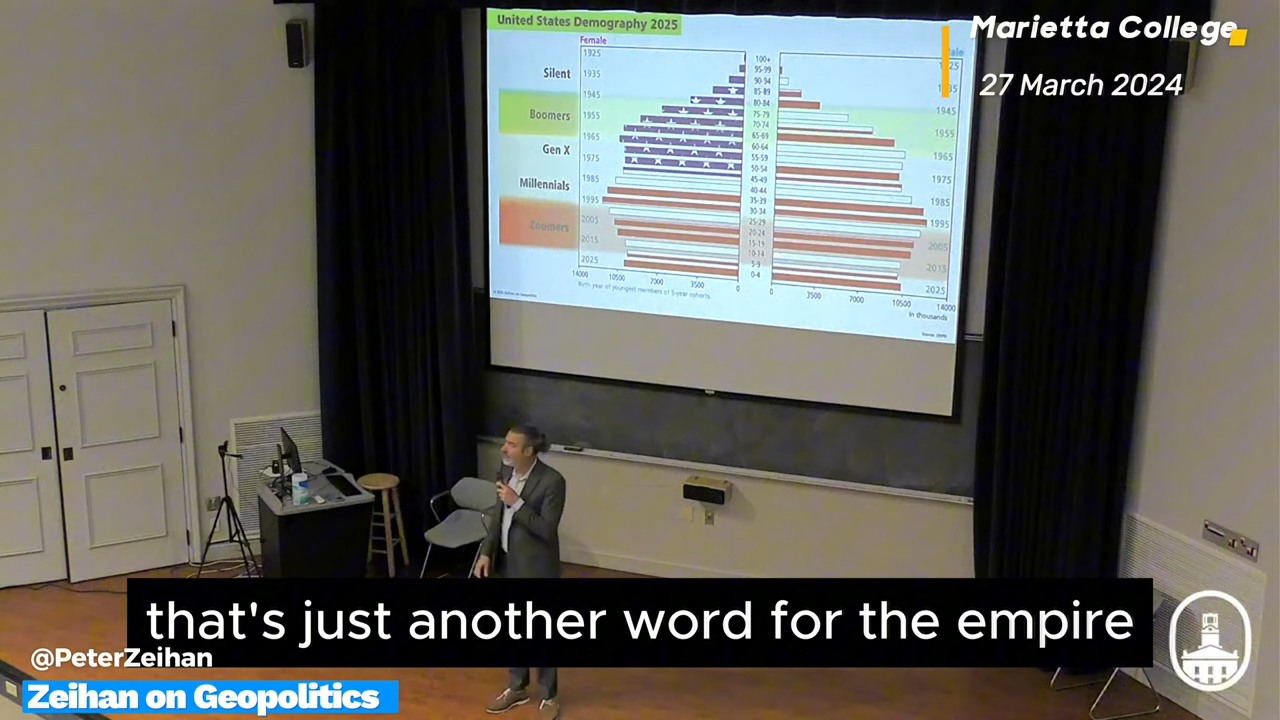 United States Demography 2025
Marietta College
27 March 2024
Female
1925
1935
1945
1955
1965
1975
1985
1995
2005
2015
2025
Silent
Boomers
Gen X
Millennials
Zoomers
100+
95-99
90-94
85-89
80-84
75-79
70-74
65-69
60-64
55-59
50-54
45-49
40-44
35-39
30-34
25-29
20-24
15-19
10-14
5-9
0-4
1945
1955
1965
1975
1985
1995
2005
2015
2025
14000 10500 7000 3500 0
0 3500 7000 10500 14000
Birth year of youngest members of 5-year cohorts.
in thousands
that's just another word for the empire
@PeterZeihan
Zeihan on Geopolitics